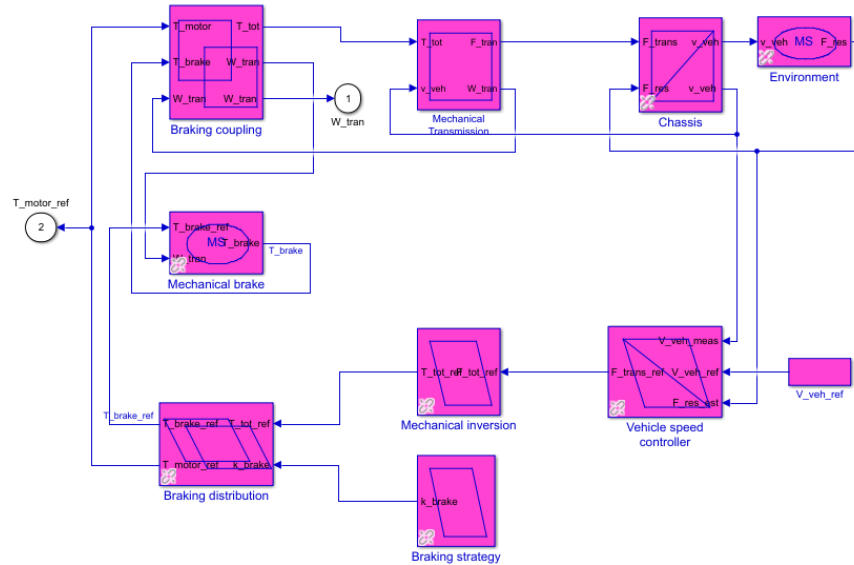 T_motor T_tot
T_brake W_tran
W_tran W_tran
Braking coupling
1
W_tran
T_tot F_tran
v_veh W_tran
Mechanical
Transmission
F_trans v_veh
F_res v_veh
Chassis
v_veh MS F_res
Environment
T_motor_ref
2
T_brake_ref
MS T_brake
W_tran
Mechanical brake
T_brake
V_veh_meas
F_trans_ref V_veh_ref
F_res_est
Vehicle speed
controller
V_veh_ref
T_tot_ref F_tot_ref
Mechanical inversion
T_brake_ref
T_brake_ref T_tot_ref
T_motor_ref k_brake
Braking distribution
k_brake
Braking strategy